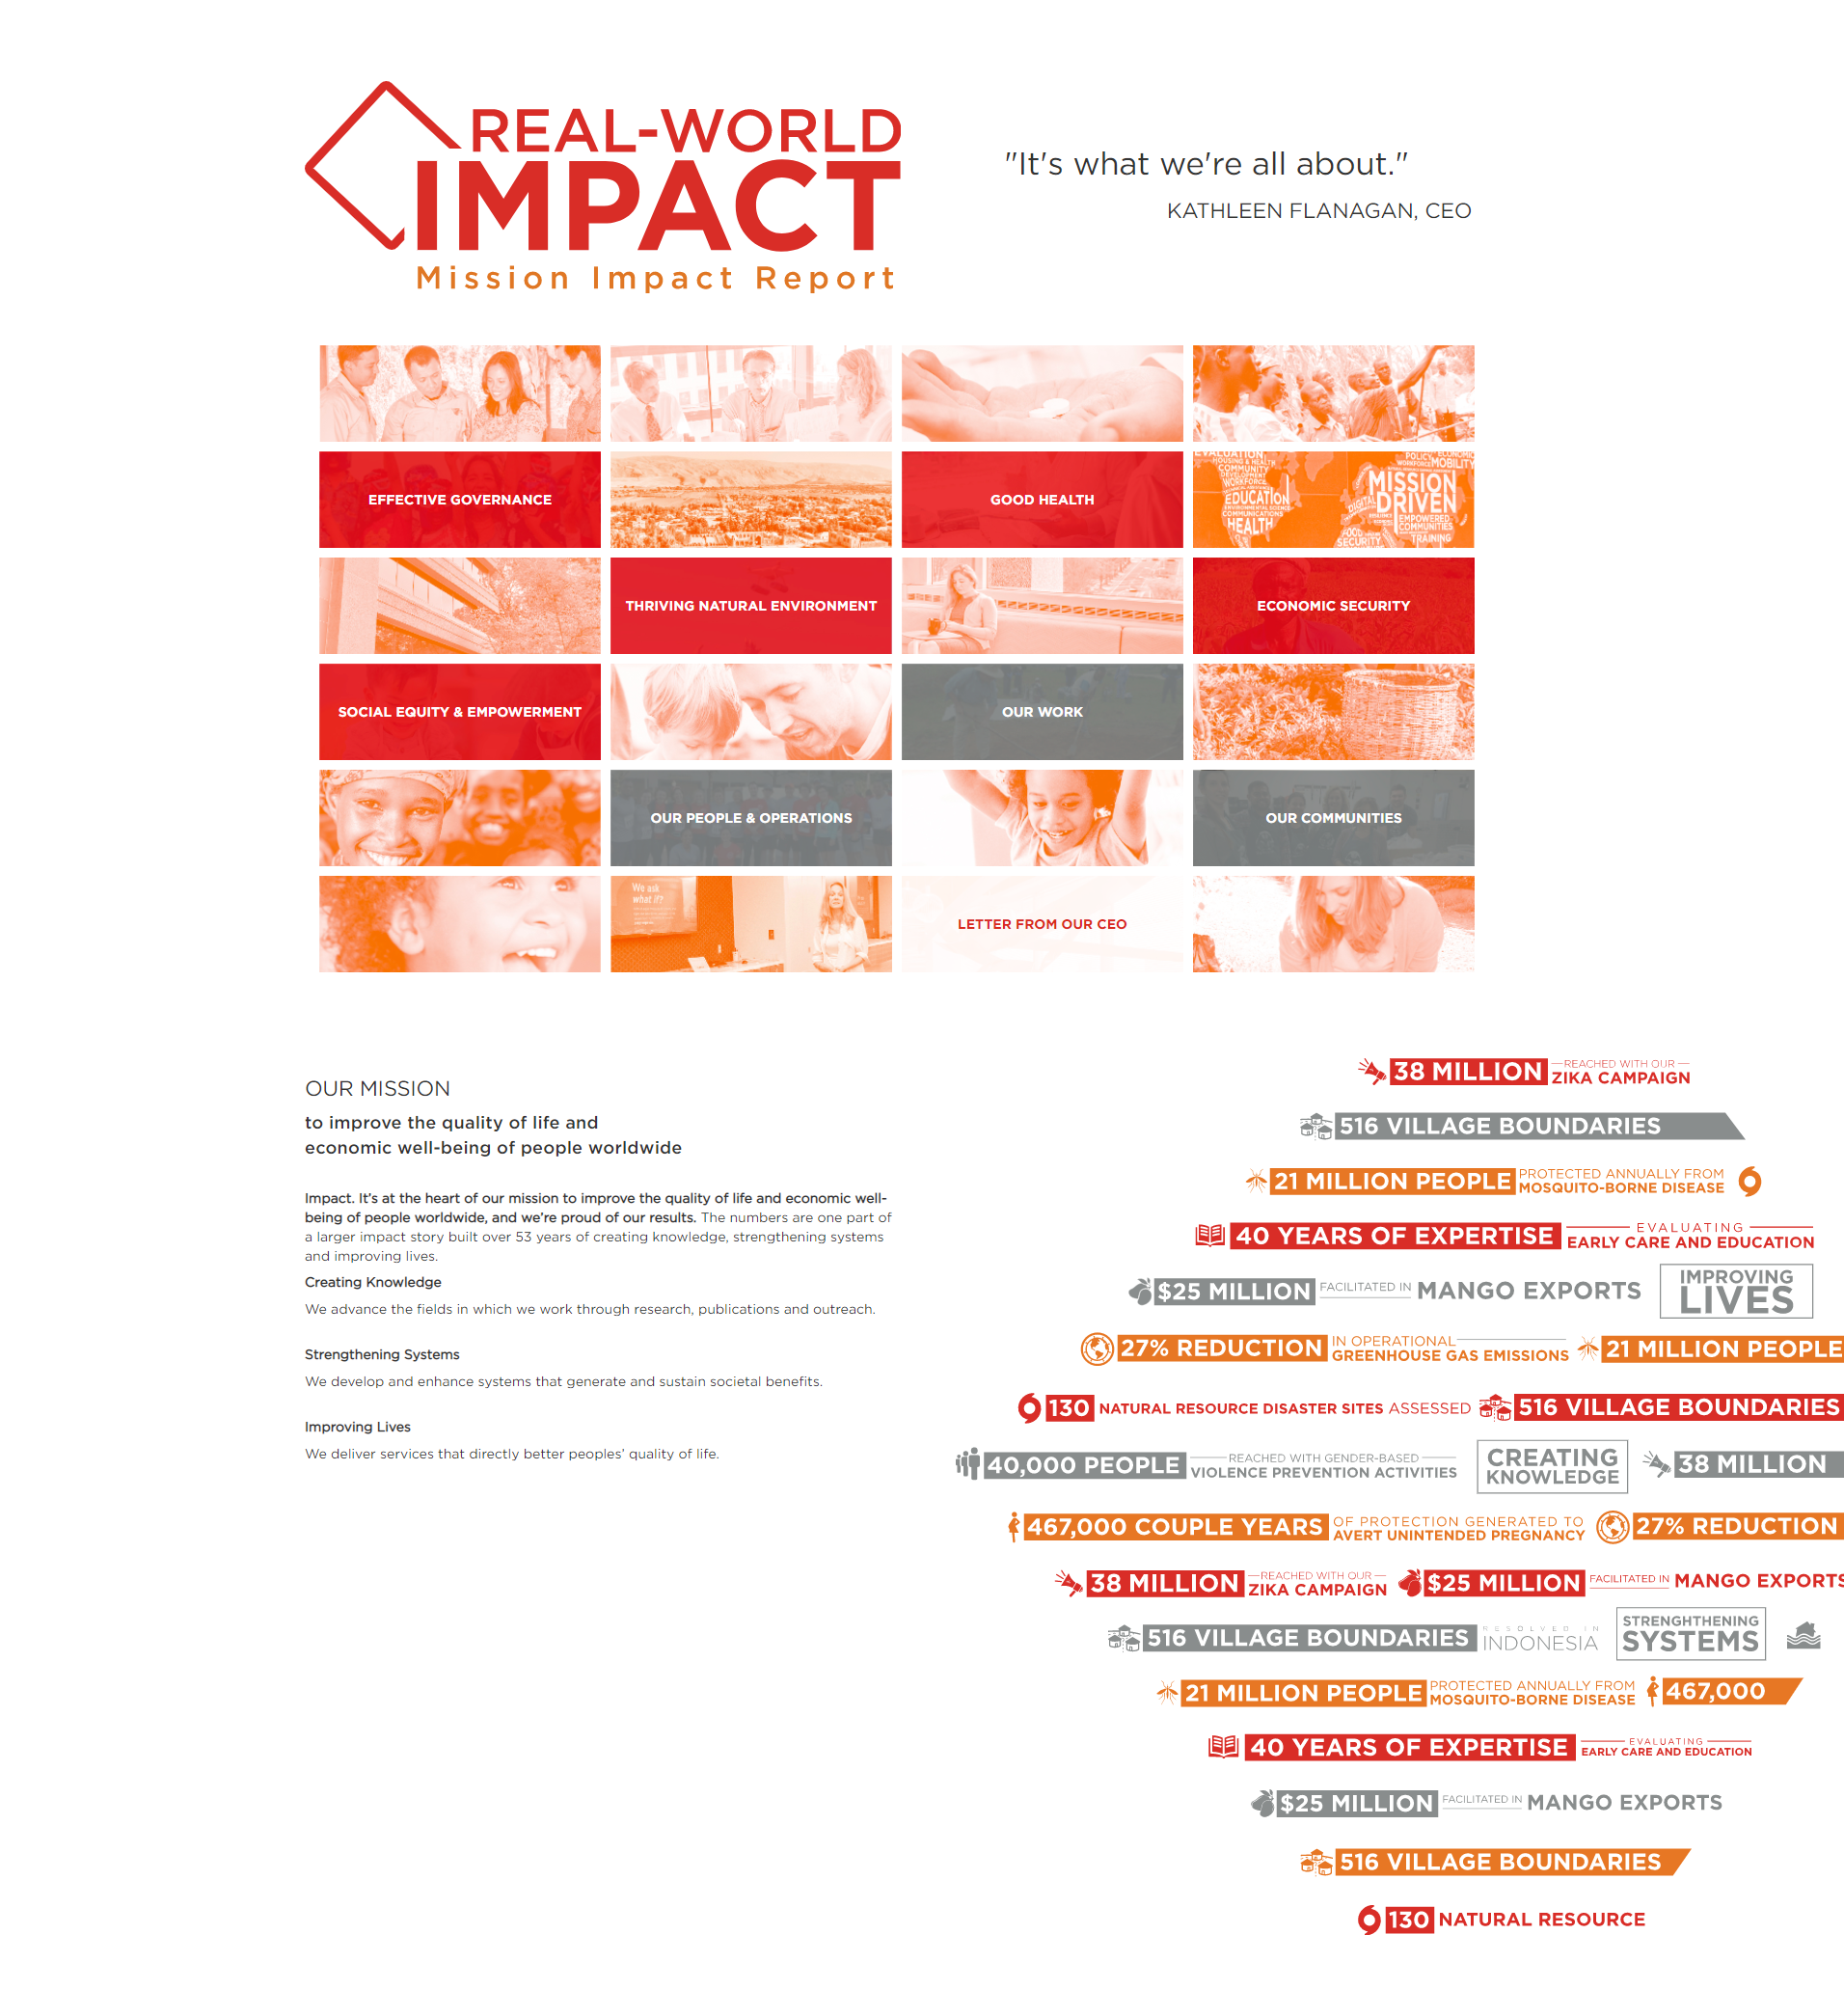 REAL-WORLD
IMPACT
Mission Impact Report
"It's what we're all about."
KATHLEEN FLANAGAN, CEO
EFFECTIVE GOVERNANCE
GOOD HEALTH
EVALUATION
HOUSING & HEALTH
COMMUNITY
DEVELOPMENT
WORKFORCE
EDUCATION
ENVIRONMENTAL SCIENCE
COMMUNICATIONS
HEALTH
POLICY
ECONOMIC
WORKFORCE
MOBILITY
MISSION
DIGITAL
DRIVEN
EMPOWERED
COMMUNITIES
FOOD
SECURITY
TRAINING
THRIVING NATURAL ENVIRONMENT
ECONOMIC SECURITY
SOCIAL EQUITY & EMPOWERMENT
OUR WORK
OUR PEOPLE & OPERATIONS
OUR COMMUNITIES
We ask
what if?
LETTER FROM OUR CEO
OUR MISSION
to improve the quality of life and
economic well-being of people worldwide
Impact. It's at the heart of our mission to improve the quality of life and economic well-
being of people worldwide, and we're proud of our results. The numbers are one part of
a larger impact story built over 53 years of creating knowledge, strengthening systems
and improving lives.
Creating Knowledge
We advance the fields in which we work through research, publications and outreach.
Strengthening Systems
We develop and enhance systems that generate and sustain societal benefits.
Improving Lives
We deliver services that directly better peoples' quality of life.
38 MILLION REACHED WITH OUR ZIKA CAMPAIGN
516 VILLAGE BOUNDARIES
21 MILLION PEOPLE PROTECTED ANNUALLY FROM MOSQUITO-BORNE DISEASE
40 YEARS OF EXPERTISE EVALUATING EARLY CARE AND EDUCATION
$25 MILLION FACILITATED IN MANGO EXPORTS IMPROVING LIVES
27% REDUCTION IN OPERATIONAL GREENHOUSE GAS EMISSIONS 21 MILLION PEOPLE
130 NATURAL RESOURCE DISASTER SITES ASSESSED 516 VILLAGE BOUNDARIES
40,000 PEOPLE REACHED WITH GENDER-BASED VIOLENCE PREVENTION ACTIVITIES CREATING KNOWLEDGE 38 MILLION
467,000 COUPLE YEARS OF PROTECTION GENERATED TO AVERT UNINTENDED PREGNANCY 27% REDUCTION
38 MILLION REACHED WITH OUR ZIKA CAMPAIGN $25 MILLION FACILITATED IN MANGO EXPORTS
516 VILLAGE BOUNDARIES RESOLVED IN INDONESIA STRENGHTHENING SYSTEMS
21 MILLION PEOPLE PROTECTED ANNUALLY FROM MOSQUITO-BORNE DISEASE 467,000
40 YEARS OF EXPERTISE EVALUATING EARLY CARE AND EDUCATION
$25 MILLION FACILITATED IN MANGO EXPORTS
516 VILLAGE BOUNDARIES
130 NATURAL RESOURCE